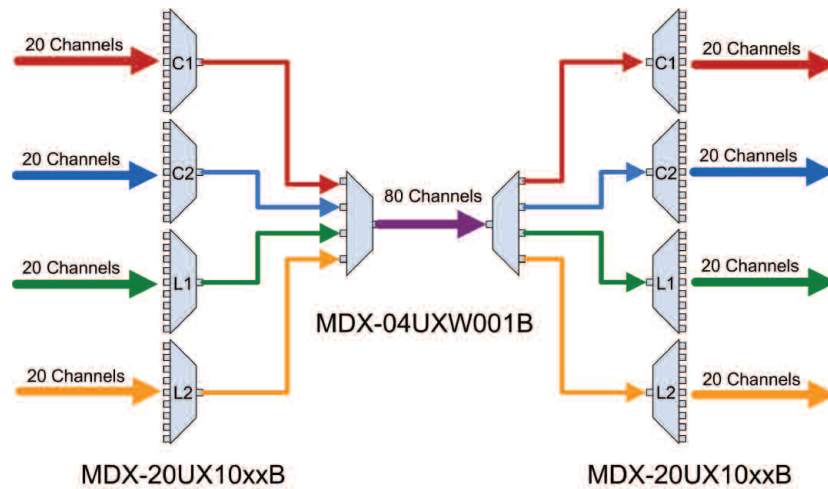 20 Channels
C1
C1
20 Channels
20 Channels
C2
C2
20 Channels
80 Channels
20 Channels
L1
L1
20 Channels
MDX-04UXW001B
20 Channels
L2
L2
20 Channels
MDX-20UX10xxB
MDX-20UX10xxB